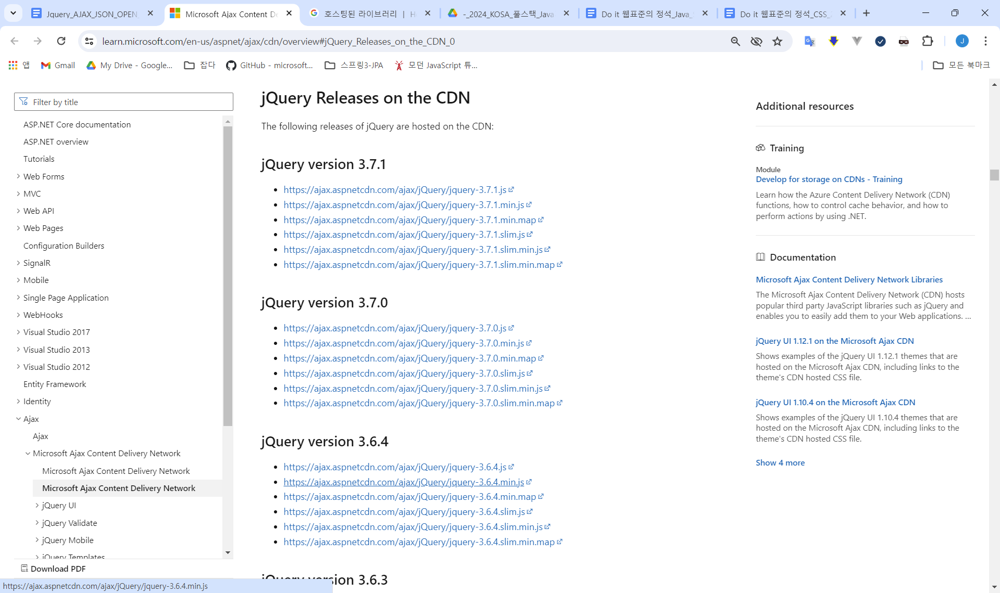 Jquery_AJAX_JSON_OPEN
Microsoft Ajax Content De
호스팅된 라이브러리 | H
-_2024_KOSA_풀스택_Java
Do it 웹표준의 정석_Java_
Do it 웹표준의 정석_CSS_
learn.microsoft.com/en-us/aspnet/ajax/cdn/overview#jQuery_Releases_on_the_CDN_0
J
앱
Gmail
My Drive - Google...
잡다
GitHub - microsoft...
스프링3-JPA
모던 JavaScript 튜...
모든 북마크
Filter by title
ASP.NET Core documentation
ASP.NET overview
Tutorials
Web Forms
MVC
Web API
Web Pages
Configuration Builders
SignalR
Mobile
Single Page Application
WebHooks
Visual Studio 2017
Visual Studio 2013
Visual Studio 2012
Entity Framework
Identity
Ajax
Ajax
Microsoft Ajax Content Delivery Network
Microsoft Ajax Content Delivery Network
Microsoft Ajax Content Delivery Network
jQuery UI
jQuery Validate
jQuery Mobile
jQuery Templates
Download PDF
jQuery Releases on the CDN
The following releases of jQuery are hosted on the CDN:
jQuery version 3.7.1
https://ajax.aspnetcdn.com/ajax/jQuery/jquery-3.7.1.js
https://ajax.aspnetcdn.com/ajax/jQuery/jquery-3.7.1.min.js
https://ajax.aspnetcdn.com/ajax/jQuery/jquery-3.7.1.min.map
https://ajax.aspnetcdn.com/ajax/jQuery/jquery-3.7.1.slim.js
https://ajax.aspnetcdn.com/ajax/jQuery/jquery-3.7.1.slim.min.js
https://ajax.aspnetcdn.com/ajax/jQuery/jquery-3.7.1.slim.min.map
jQuery version 3.7.0
https://ajax.aspnetcdn.com/ajax/jQuery/jquery-3.7.0.js
https://ajax.aspnetcdn.com/ajax/jQuery/jquery-3.7.0.min.js
https://ajax.aspnetcdn.com/ajax/jQuery/jquery-3.7.0.min.map
https://ajax.aspnetcdn.com/ajax/jQuery/jquery-3.7.0.slim.js
https://ajax.aspnetcdn.com/ajax/jQuery/jquery-3.7.0.slim.min.js
https://ajax.aspnetcdn.com/ajax/jQuery/jquery-3.7.0.slim.min.map
jQuery version 3.6.4
https://ajax.aspnetcdn.com/ajax/jQuery/jquery-3.6.4.js
https://ajax.aspnetcdn.com/ajax/jQuery/jquery-3.6.4.min.js
https://ajax.aspnetcdn.com/ajax/jQuery/jquery-3.6.4.min.map
https://ajax.aspnetcdn.com/ajax/jQuery/jquery-3.6.4.slim.js
https://ajax.aspnetcdn.com/ajax/jQuery/jquery-3.6.4.slim.min.js
https://ajax.aspnetcdn.com/ajax/jQuery/jquery-3.6.4.slim.min.map
jQuery version 3.6.3
Additional resources
Training
Module
Develop for storage on CDNs - Training
Learn how the Azure Content Delivery Network (CDN)
functions, how to control cache behavior, and how to
perform actions by using .NET.
Documentation
Microsoft Ajax Content Delivery Network Libraries
The Microsoft Ajax Content Delivery Network (CDN) hosts
popular third party JavaScript libraries such as jQuery and
enables you to easily add them to your Web applications. ...
jQuery UI 1.12.1 on the Microsoft Ajax CDN
Shows examples of the jQuery UI 1.12.1 themes that are
hosted on the Microsoft Ajax CDN, including links to the
theme's CDN hosted CSS file.
jQuery UI 1.10.4 on the Microsoft Ajax CDN
Shows examples of the jQuery UI 1.10.4 themes that are
hosted on the Microsoft Ajax CDN, including links to the
theme's CDN hosted CSS file.
Show 4 more
https://ajax.aspnetcdn.com/ajax/jQuery/jquery-3.6.4.min.js